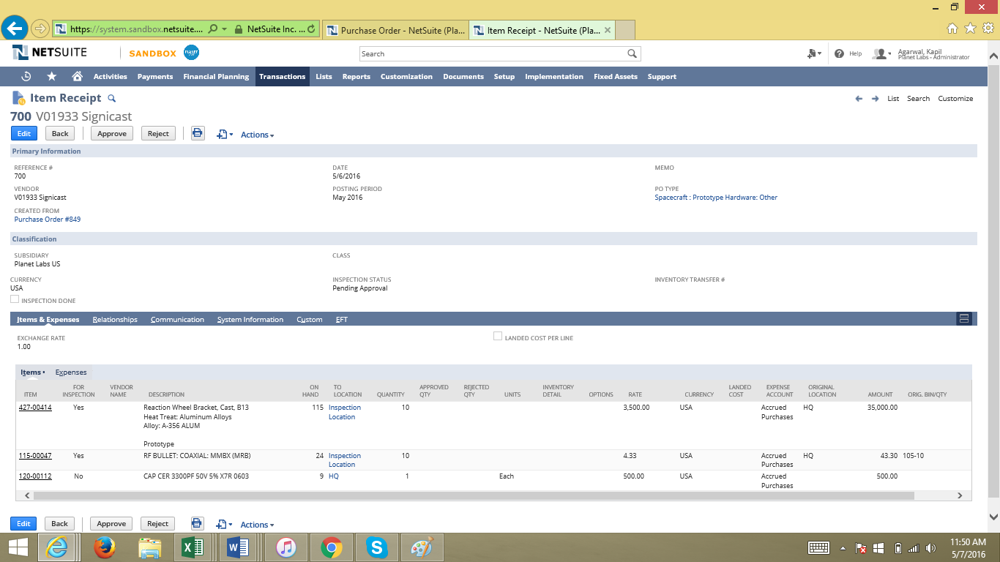 https://system.sandbox.netsuite....
NetSuite Inc. ...
Purchase Order - NetSuite (Pla...
Item Receipt - NetSuite (Pla...
NETSUITE
SANDBOX
Search
Help
Agarwal, Kapil
Planet Labs - Administrator
Activities Payments Financial Planning Transactions Lists Reports Customization Documents Setup Implementation Fixed Assets Support
Item Receipt
List Search Customize
700 V01933 Signicast
Edit Back Approve Reject Actions
Primary Information
REFERENCE # DATE MEMO
700 5/6/2016
VENDOR POSTING PERIOD PO TYPE
V01933 Signicast May 2016 Spacecraft : Prototype Hardware: Other
CREATED FROM
Purchase Order #849
Classification
SUBSIDIARY CLASS
Planet Labs US
CURRENCY INSPECTION STATUS INVENTORY TRANSFER #
USA Pending Approval
INSPECTION DONE
Items & Expenses Relationships Communication System Information Custom EFT
EXCHANGE RATE LANDED COST PER LINE
1.00
Items • Expenses
FOR VENDOR ON TO APPROVED REJECTED INVENTORY LANDED EXPENSE ORIGINAL
ITEM INSPECTION NAME DESCRIPTION HAND LOCATION QUANTITY QTY QTY UNITS DETAIL OPTIONS RATE CURRENCY COST ACCOUNT LOCATION AMOUNT ORIG. BIN/QTY
427-00414 Yes Reaction Wheel Bracket, Cast, B13 115 Inspection 10 3,500.00 USA Accrued HQ 35,000.00
Heat Treat: Aluminum Alloys Location Purchases
Alloy: A-356 ALUM
Prototype
115-00047 Yes RF BULLET: COAXIAL: MMBX (MRB) 24 Inspection 10 4.33 USA Accrued HQ 43.30 105-10
Location Purchases
120-00112 No CAP CER 3300PF 50V 5% X7R 0603 9 HQ 1 Each 500.00 USA Accrued 500.00
Purchases
Edit Back Approve Reject Actions
11:50 AM
5/7/2016